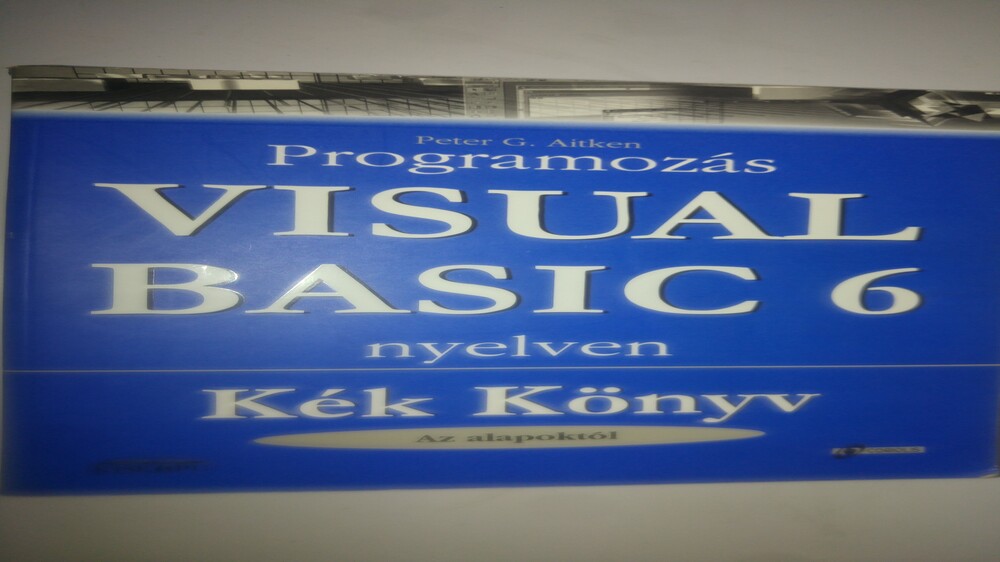 Peter G. Aitken
Programozás
VISUAL
BASIC 6
nyelven
Kék Könyv
Az alapoktól